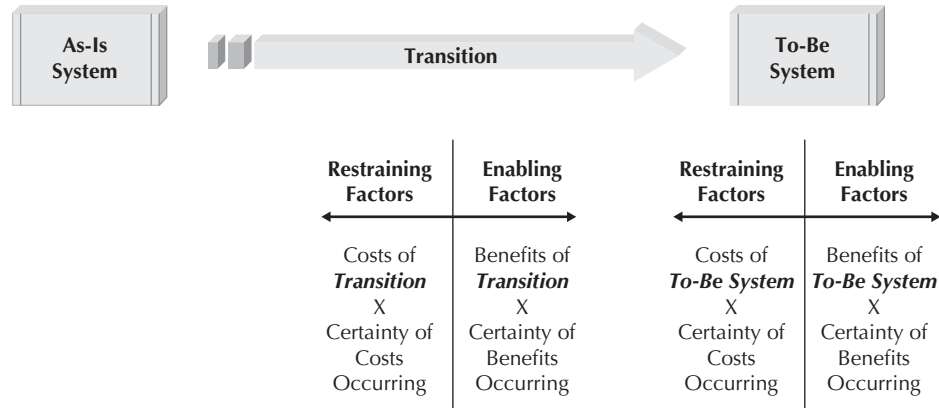 As-Is
System
Transition
To-Be
System
Restraining
Factors
Enabling
Factors
Costs of
Transition
X
Certainty of
Costs
Occurring
Benefits of
Transition
X
Certainty of
Benefits
Occurring
Restraining
Factors
Enabling
Factors
Costs of
To-Be System
X
Certainty of
Costs
Occurring
Benefits of
To-Be System
X
Certainty of
Benefits
Occurring